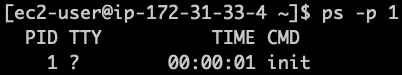 [ec2-user@ip-172-31-33-4 ~]$ ps -p 1
PID TTY TIME CMD
1 ? 00:00:01 init